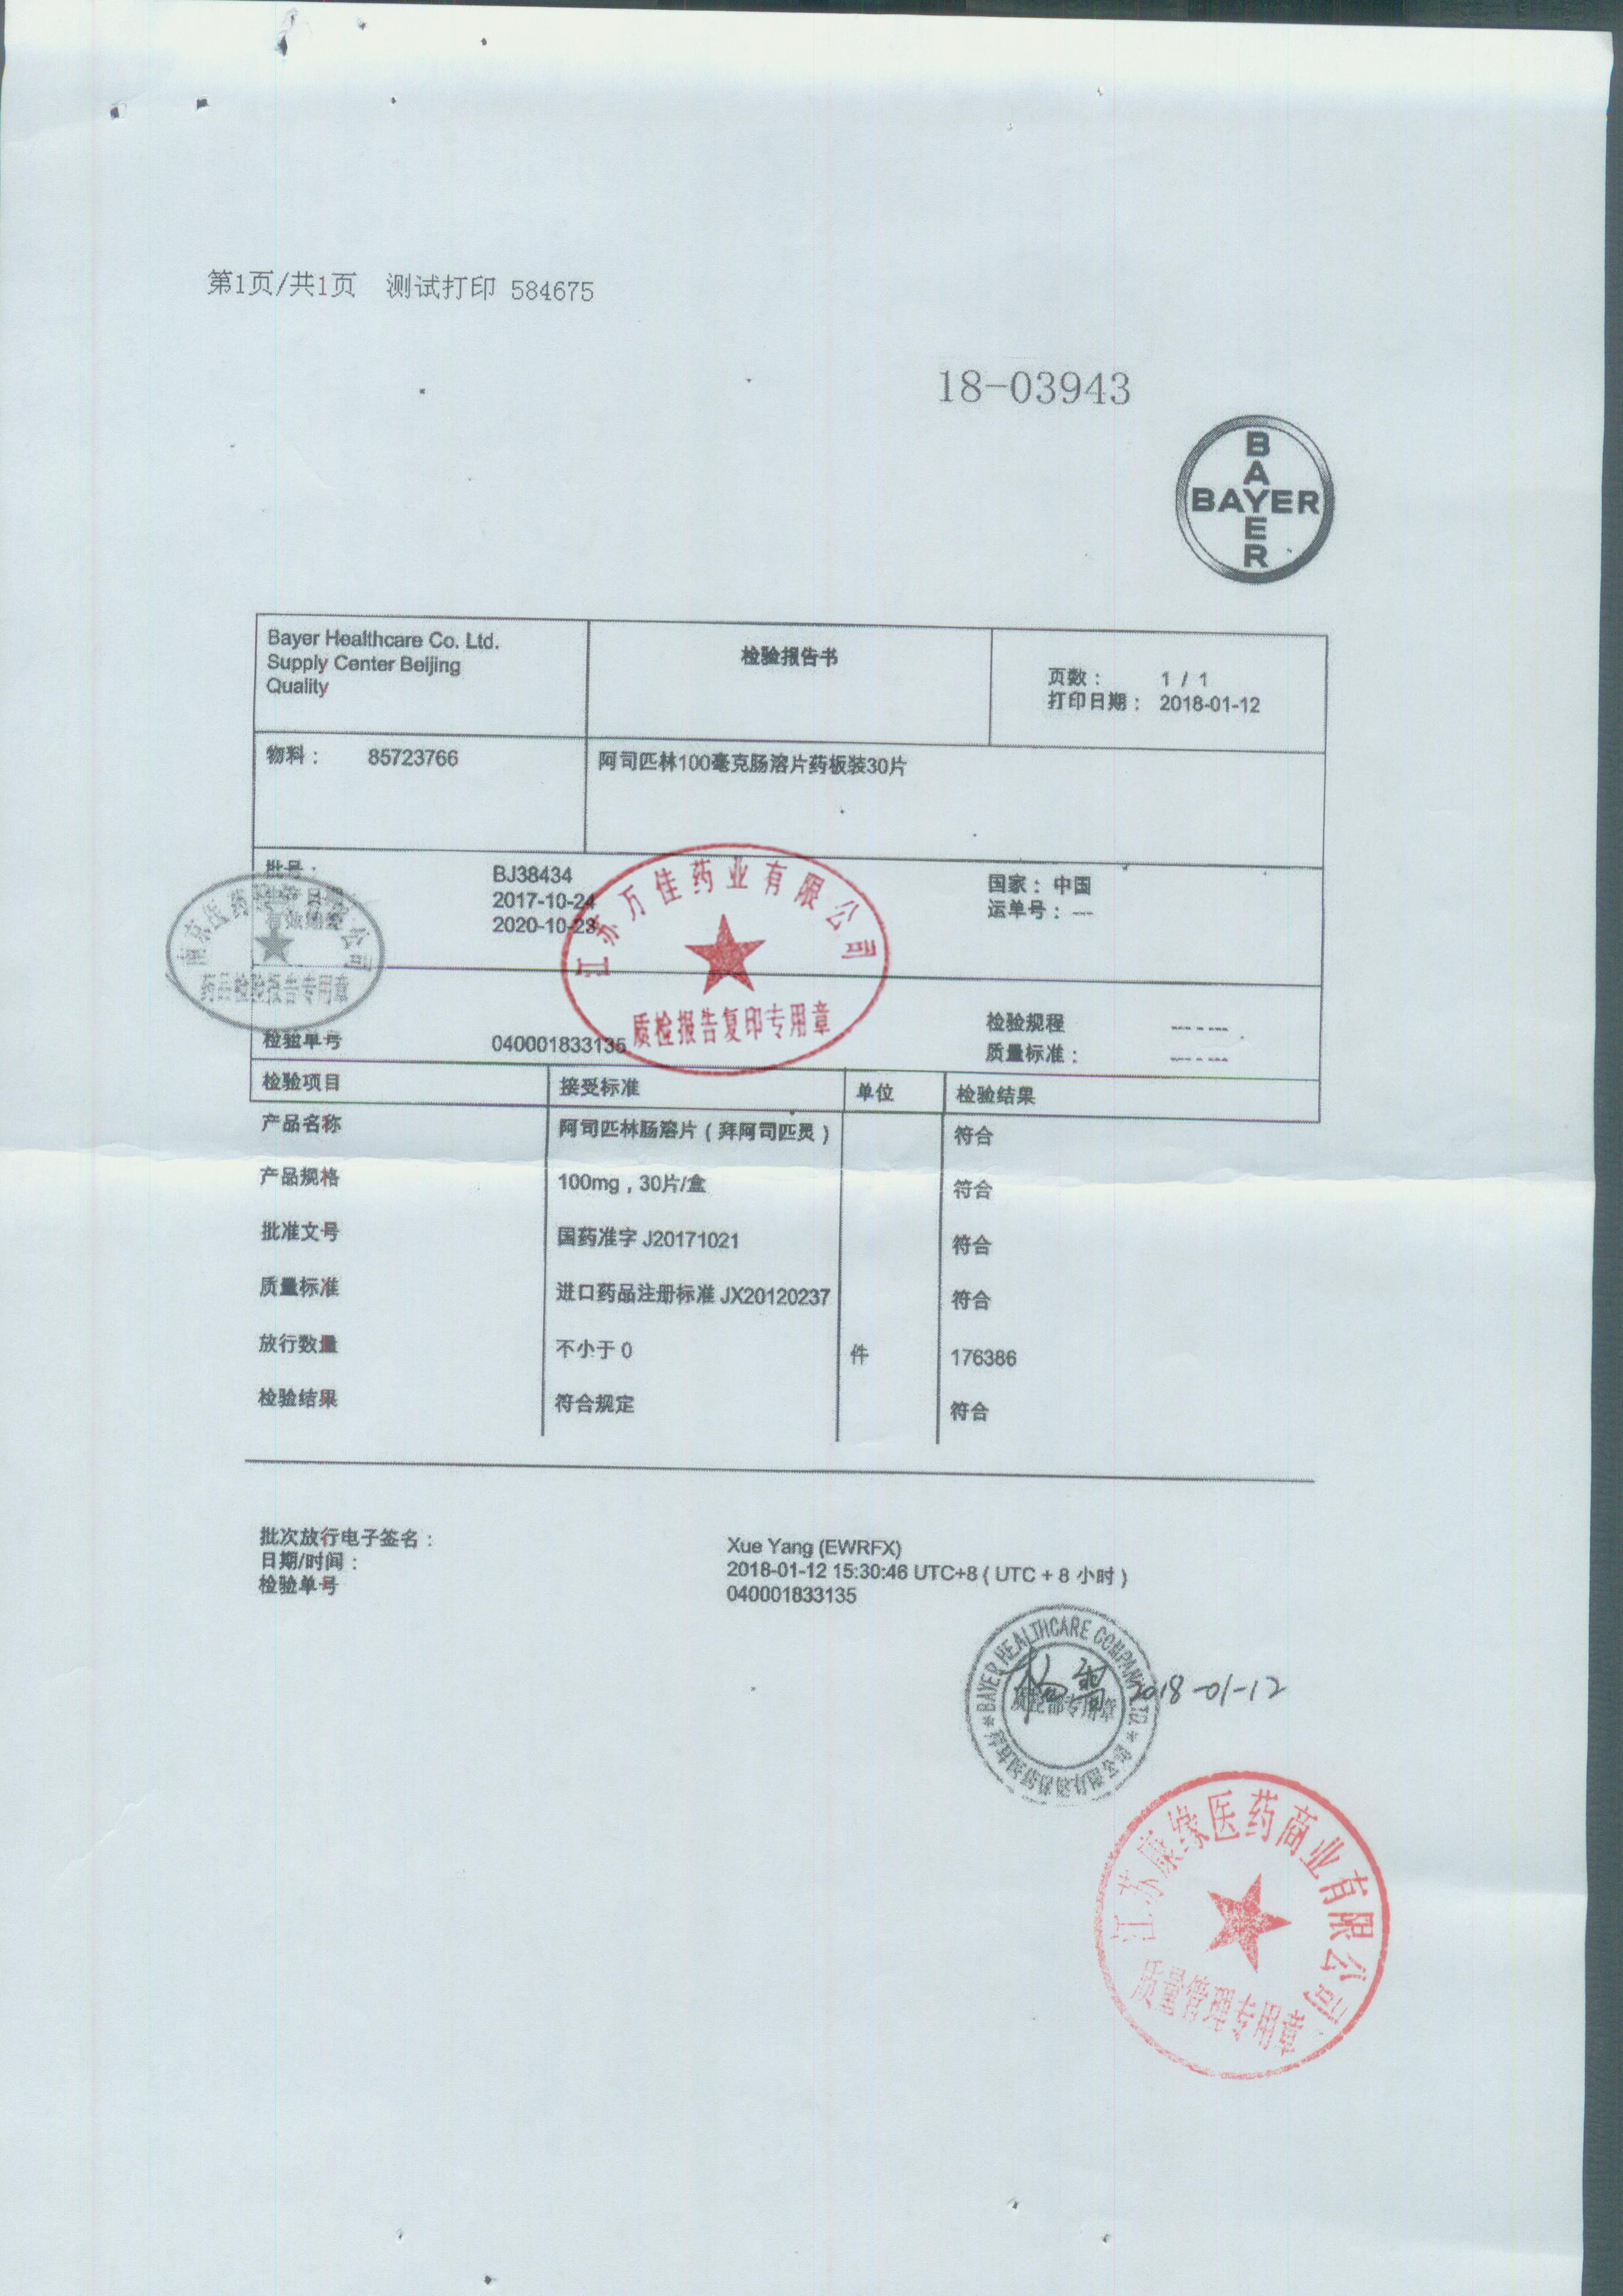 第1页/共1页 测试打印 584675
18-03943
BAYER
BAYER
Bayer Healthcare Co. Ltd.
Supply Center Beijing
Quality
检验报告书
页数： 1 / 1
打印日期： 2018-01-12
物料： 85723766
阿司匹林100毫克肠溶片药板装30片
批号： BJ38434
2017-10-24
2020-10-23
国家：中国
运单号：---
南京医药
公司
药品检验报告专用章
江苏万佳药业有限公司
质检报告复印专用章
检验单号 040001833135
检验规程 --- - ---
质量标准： --- - ---
检验项目 接受标准 单位 检验结果
产品名称 阿司匹林肠溶片（拜阿司匹灵） 符合
产品规格 100mg，30片/盒 符合
批准文号 国药准字 J20171021 符合
质量标准 进口药品注册标准 JX20120237 符合
放行数量 不小于 0 件 176386
检验结果 符合规定 符合
批次放行电子签名： Xue Yang (EWRFX)
日期/时间： 2018-01-12 15:30:46 UTC+8 ( UTC + 8 小时 )
检验单号 040001833135
BAYER HEALTHCARE COMPANY LTD.
专用章
2018-01-12
江苏康缘医药商业有限公司
质量管理专用章